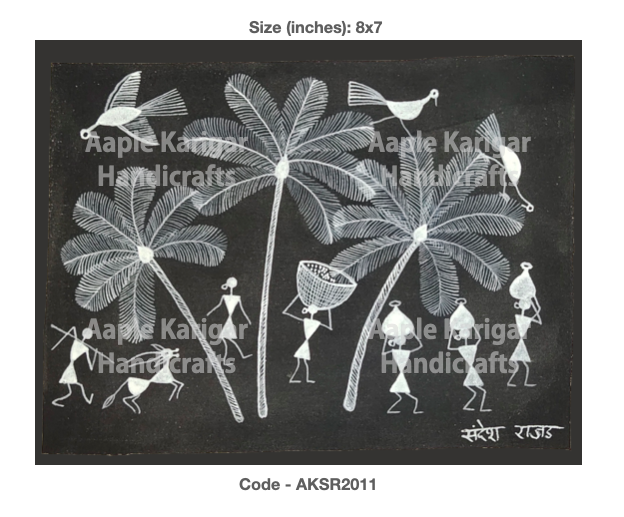 Size (inches): 8x7
Aaple Karigar Handicrafts
Aaple Karigar Handicrafts
Aaple Karigar Handicrafts
Aaple Karigar Handicrafts
संदेश राजड
Code - AKSR2011